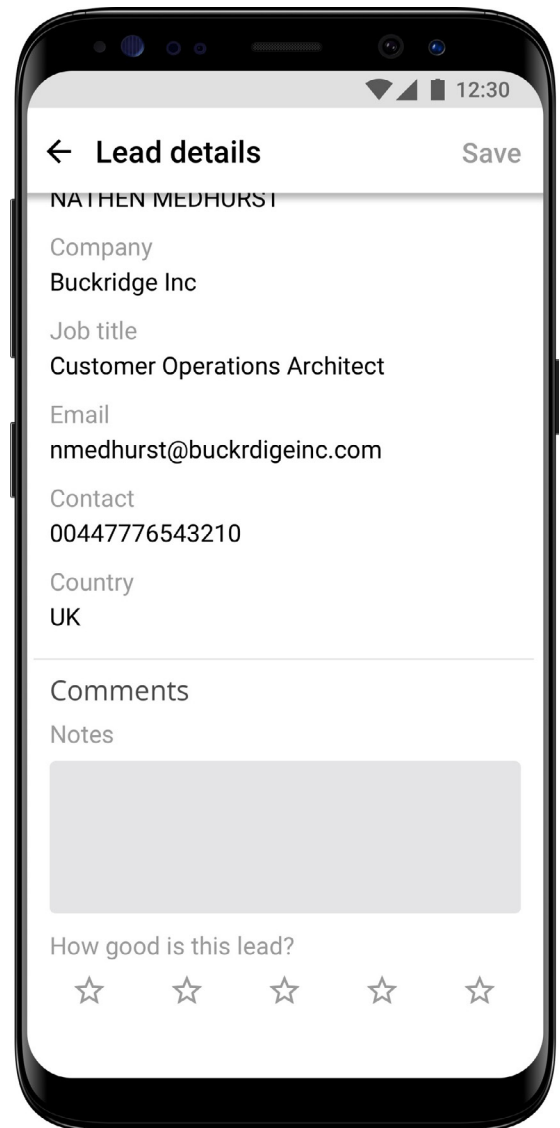 12:30
Lead details
Save
NATHEN MEDHURST
Company
Buckridge Inc
Job title
Customer Operations Architect
Email
nmedhurst@buckrdigeinc.com
Contact
00447776543210
Country
UK
Comments
Notes
How good is this lead?